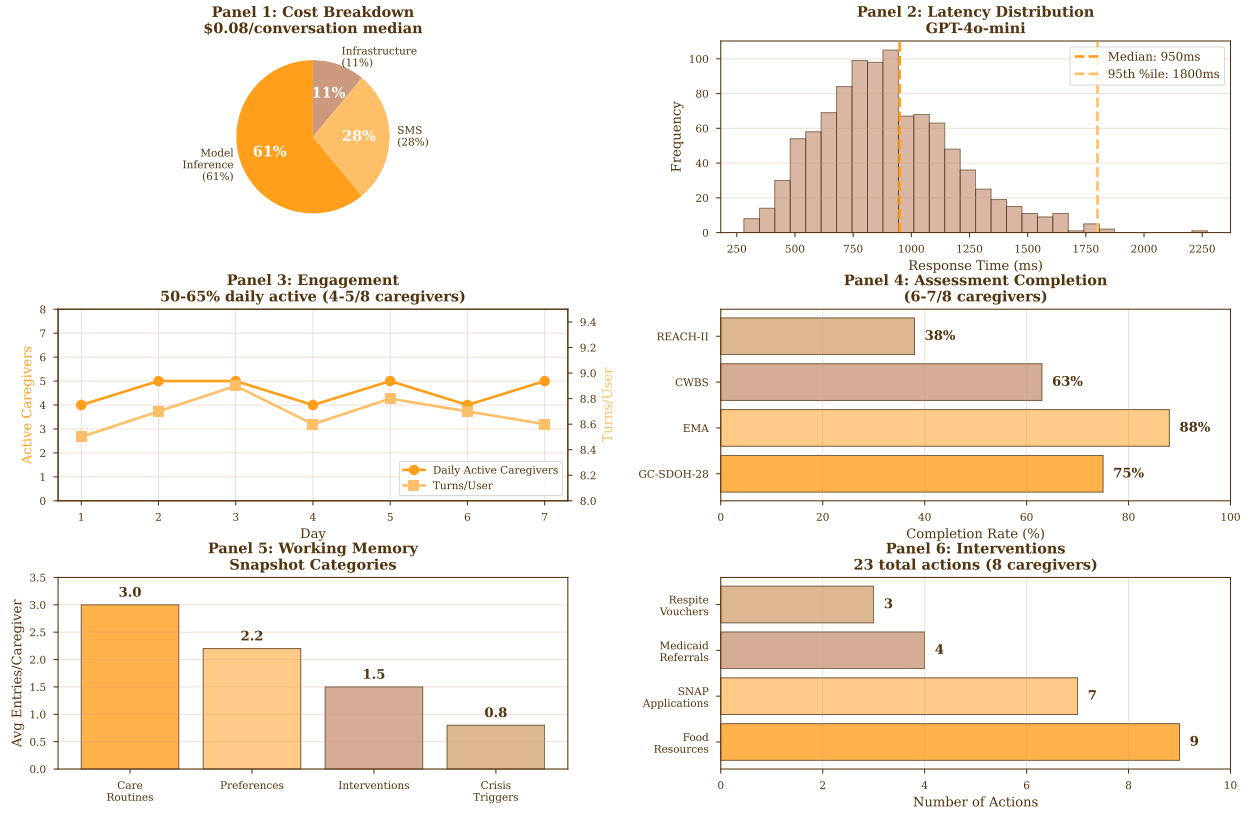 Panel 1: Cost Breakdown
$0.08/conversation median
Infrastructure
(11%)
11%
28%
SMS
(28%)
61%
Model
Inference
(61%)
Panel 2: Latency Distribution
GPT-4o-mini
Median: 950ms
95th %ile: 1800ms
Frequency
100
80
60
40
20
0
250
500
750
1000
1250
1500
1750
2000
2250
Response Time (ms)
Panel 3: Engagement
50-65% daily active (4-5/8 caregivers)
Active Caregivers
8
7
6
5
4
3
2
1
0
9.4
9.2
9.0
8.8
8.6
8.4
8.2
8.0
Turns/User
Daily Active Caregivers
Turns/User
1
2
3
4
5
6
7
Day
Panel 4: Assessment Completion
(6-7/8 caregivers)
REACH-II
38%
CWBS
63%
EMA
88%
GC-SDOH-28
75%
0
20
40
60
80
100
Completion Rate (%)
Panel 5: Working Memory
Snapshot Categories
Avg Entries/Caregiver
3.5
3.0
2.5
2.0
1.5
1.0
0.5
0.0
3.0
2.2
1.5
0.8
Care
Routines
Preferences
Interventions
Crisis
Triggers
Panel 6: Interventions
23 total actions (8 caregivers)
Respite
Vouchers
3
Medicaid
Referrals
4
SNAP
Applications
7
Food
Resources
9
0
2
4
6
8
10
Number of Actions